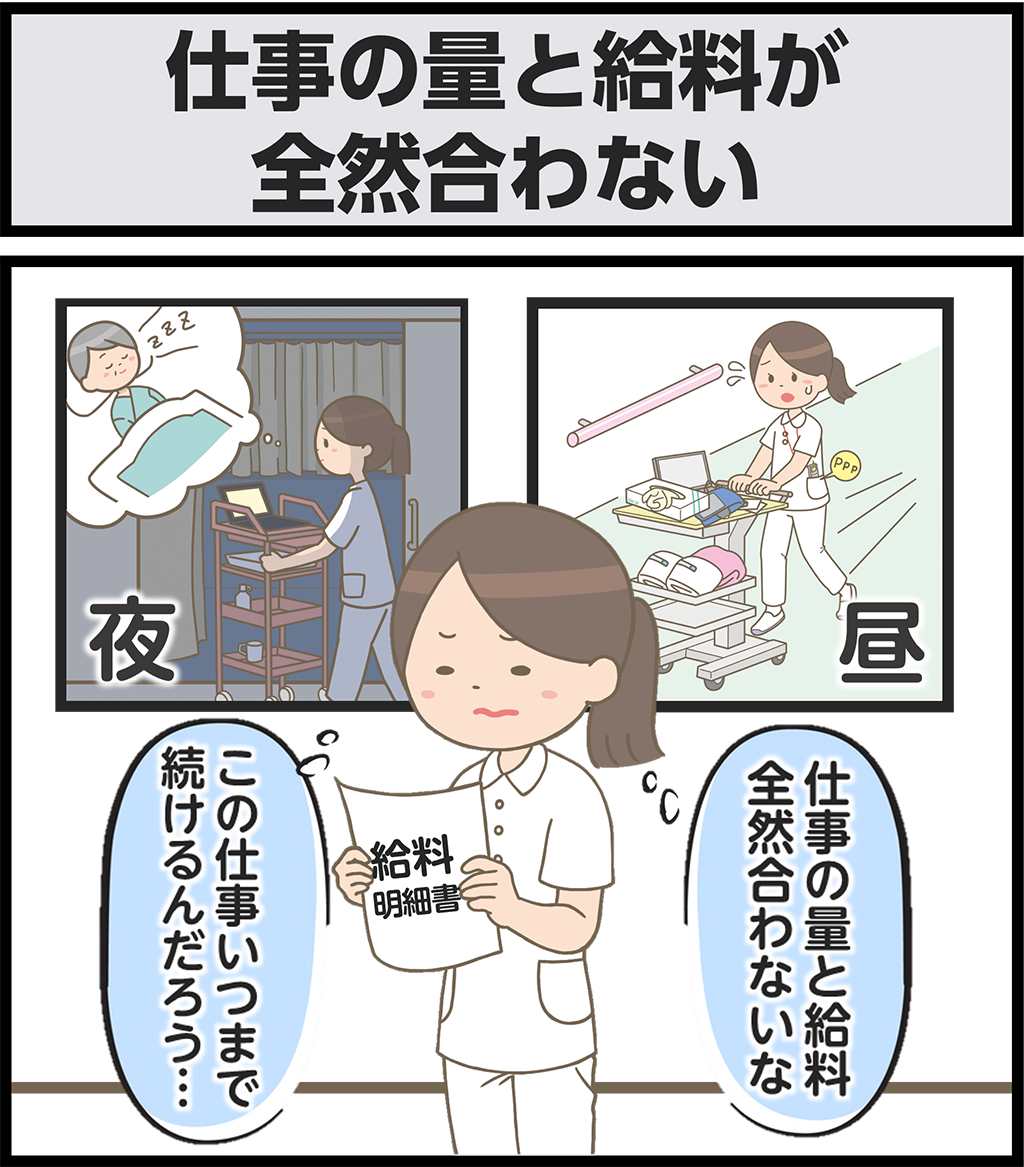 仕事の量と給料が
全然合わない
zzz
PPP
夜
昼
仕事の量と給料
全然合わないな
この仕事いつまで
続けるんだろう…
給料
明細書